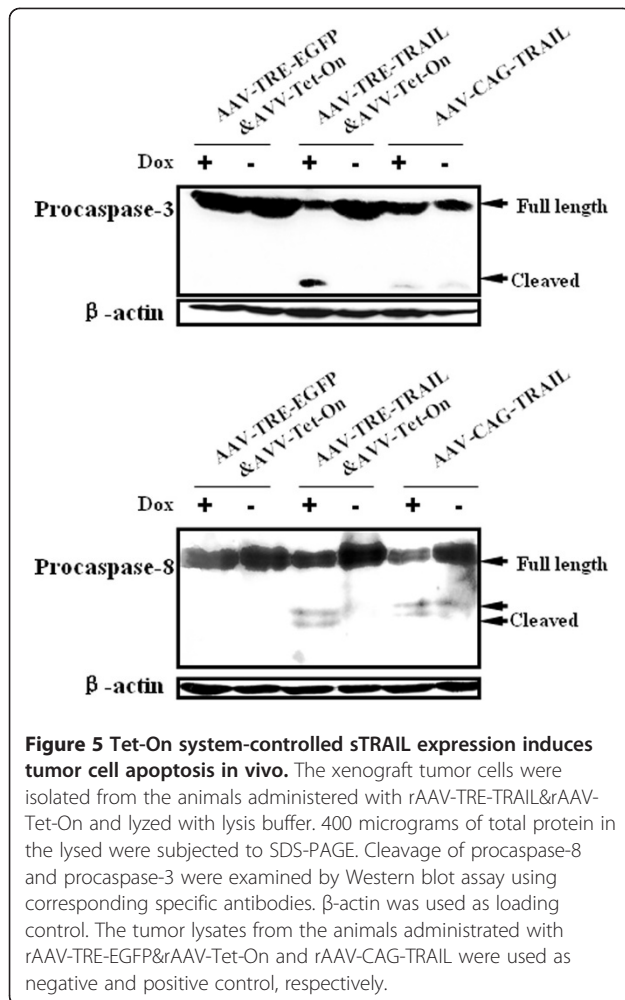 AAV-TRE-EGFP
&AVV-Tet-On
AAV-TRE-TRAIL
&AVV-Tet-On
AAV-CAG-TRAIL
Dox + - + - + -
Procaspase-3
Full length
Cleaved
β-actin
AAV-TRE-EGFP
&AVV-Tet-On
AAV-TRE-TRAIL
&AVV-Tet-On
AAV-CAG-TRAIL
Dox + - + - + -
Procaspase-8
Full length
Cleaved
β-actin
Figure 5 Tet-On system-controlled sTRAIL expression induces
tumor cell apoptosis in vivo. The xenograft tumor cells were
isolated from the animals administered with rAAV-TRE-TRAIL&rAAV-
Tet-On and lyzed with lysis buffer. 400 micrograms of total protein in
the lysed were subjected to SDS-PAGE. Cleavage of procaspase-8
and procaspase-3 were examined by Western blot assay using
corresponding specific antibodies. β-actin was used as loading
control. The tumor lysates from the animals administrated with
rAAV-TRE-EGFP&rAAV-Tet-On and rAAV-CAG-TRAIL were used as
negative and positive control, respectively.